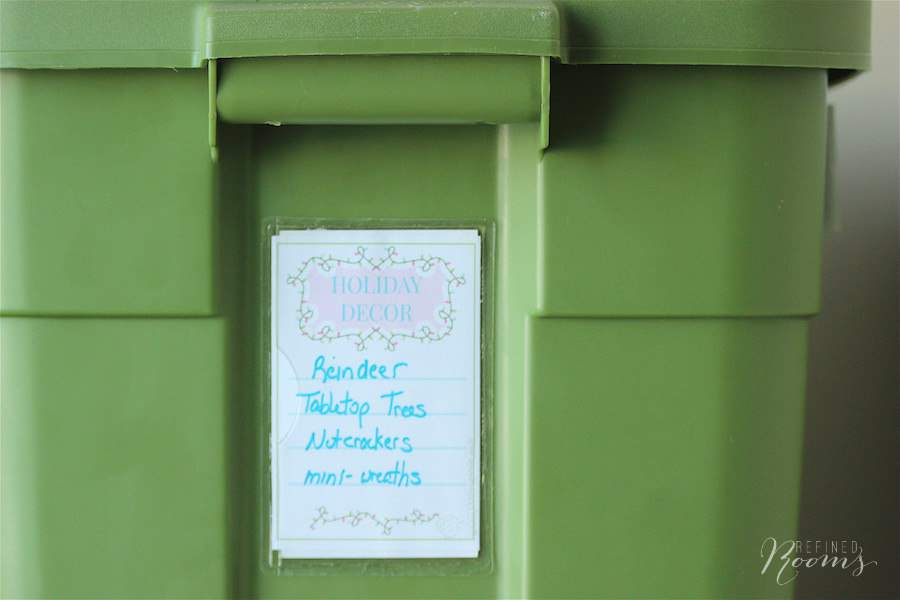 HOLIDAY
DECOR
Reindeer
Tabletop Trees
Nutcrackers
mini-wreaths
REFINED
Rooms